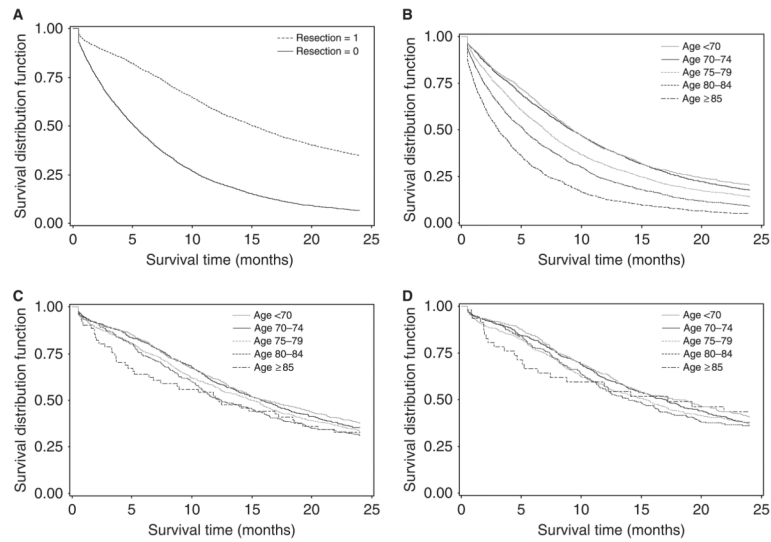 A
Survival distribution function
1.00
0.75
0.50
0.25
0.00
Resection = 1
Resection = 0
0 5 10 15 20 25
Survival time (months)
B
Survival distribution function
1.00
0.75
0.50
0.25
0.00
Age <70
Age 70–74
Age 75–79
Age 80–84
Age ≥85
0 5 10 15 20 25
Survival time (months)
C
Survival distribution function
1.00
0.75
0.50
0.25
0.00
Age <70
Age 70–74
Age 75–79
Age 80–84
Age ≥85
0 5 10 15 20 25
Survival time (months)
D
Survival distribution function
1.00
0.75
0.50
0.25
0.00
Age <70
Age 70–74
Age 75–79
Age 80–84
Age ≥85
0 5 10 15 20 25
Survival time (months)